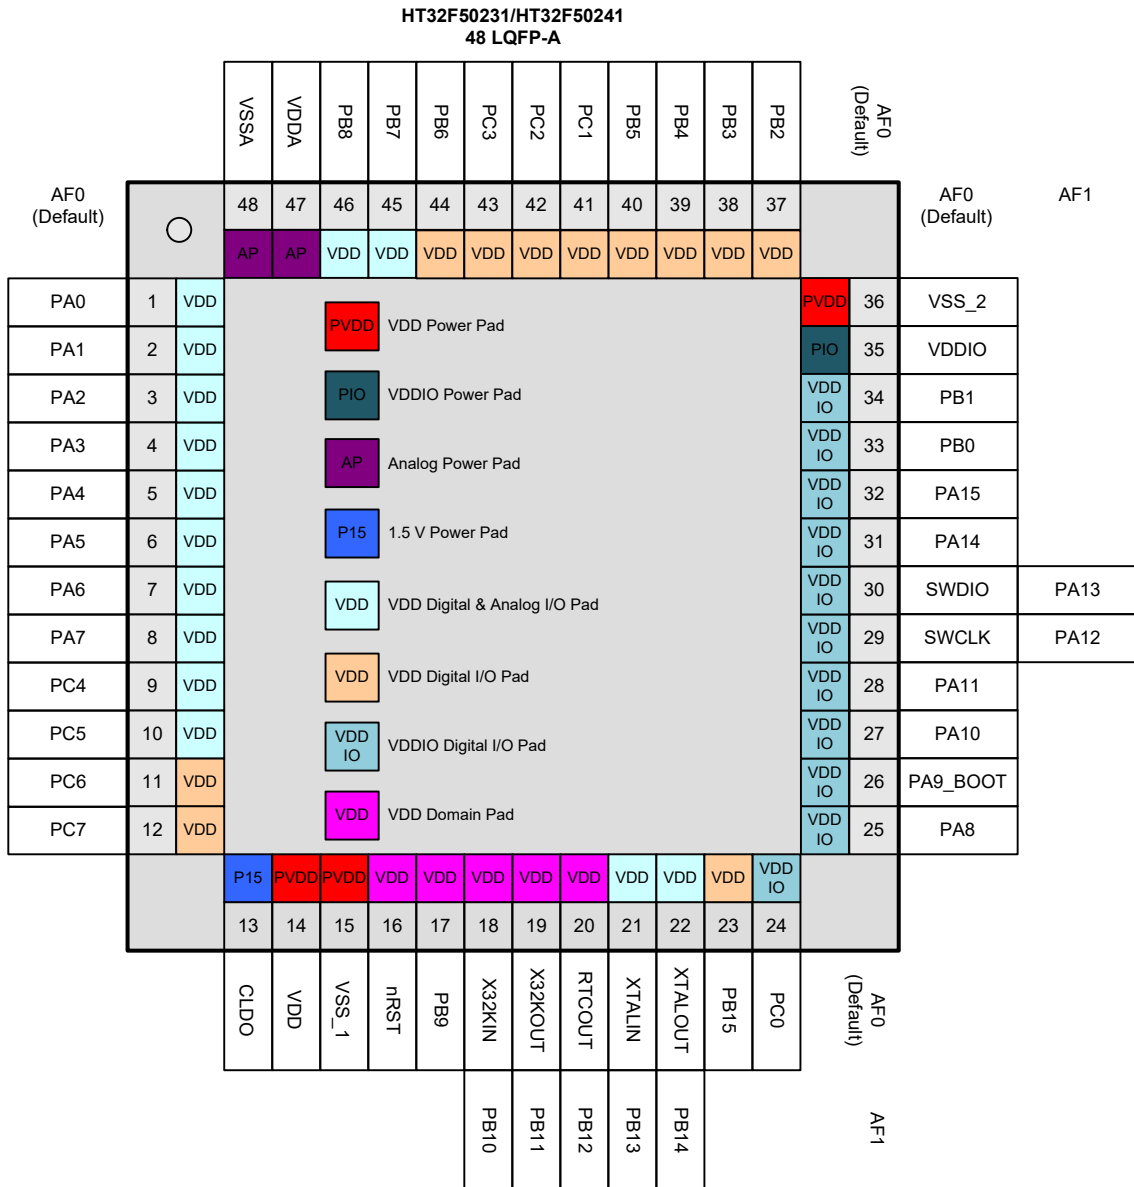 HT32F50231/HT32F50241
48 LQFP-A
VSSA VDDA PB8 PB7 PB6 PC3 PC2 PC1 PB5 PB4 PB3 PB2
AF0
(Default)
AF0
(Default)
48 47 46 45 44 43 42 41 40 39 38 37
AF0
(Default)
AF1
AP AP VDD VDD VDD VDD VDD VDD VDD VDD VDD VDD
PA0 1 VDD
PVDD 36 VSS_2
PVDD VDD Power Pad
PA1 2 VDD
PIO 35 VDDIO
PA2 3 VDD
PIO VDDIO Power Pad
VDD
IO 34 PB1
PA3 4 VDD
AP Analog Power Pad
VDD
IO 33 PB0
PA4 5 VDD
VDD
IO 32 PA15
PA5 6 VDD
P15 1.5 V Power Pad
VDD
IO 31 PA14
PA6 7 VDD
VDD VDD Digital & Analog I/O Pad
VDD
IO 30 SWDIO PA13
PA7 8 VDD
VDD
IO 29 SWCLK PA12
PC4 9 VDD
VDD VDD Digital I/O Pad
VDD
IO 28 PA11
PC5 10 VDD
VDD
IO VDDIO Digital I/O Pad
VDD
IO 27 PA10
PC6 11 VDD
VDD
IO 26 PA9_BOOT
PC7 12 VDD
VDD VDD Domain Pad
VDD
IO 25 PA8
P15 PVDD PVDD VDD VDD VDD VDD VDD VDD VDD VDD VDD
IO
13 14 15 16 17 18 19 20 21 22 23 24
CLDO VDD VSS_1 nRST PB9 X32KIN X32KOUT RTCOUT XTALIN XTALOUT PB15 PC0
AF0
(Default)
PB10 PB11 PB12 PB13 PB14
AF1